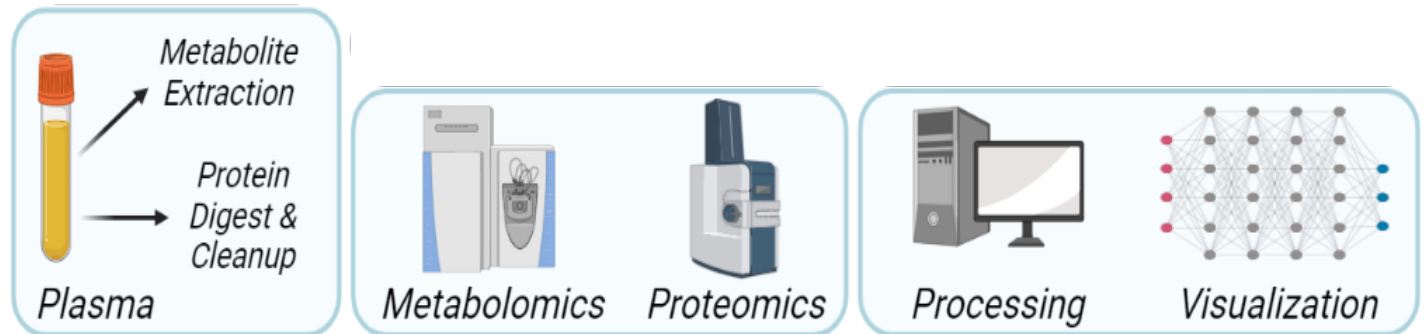 Metabolite
Extraction
Protein
Digest &
Cleanup
Plasma
Metabolomics
Proteomics
Processing
Visualization